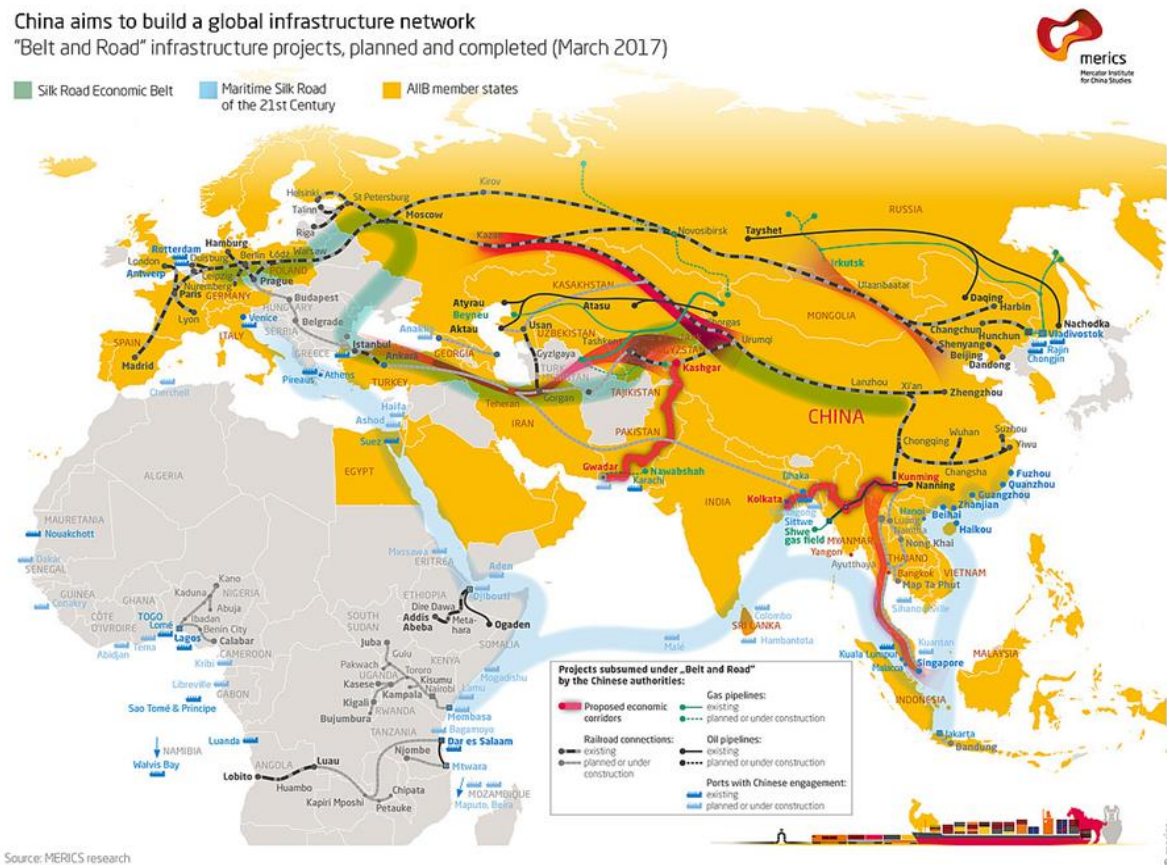 China aims to build a global infrastructure network
"Belt and Road" infrastructure projects, planned and completed (March 2017)
merics
Mercator Institute
for China Studies
Silk Road Economic Belt
Maritime Silk Road
of the 21st Century
AIIB member states
Helsinki
St Petersburg
Kirov
Talinn
Moscow
RUSSIA
Riga
Kazan
Novosibirsk
Tayshet
Hamburg
Rotterdam
London
Duisburg
Berlin
Łódź
Warsaw
Antwerp
Leipzig
POLAND
Irkutsk
Prague
Nuremberg
Paris
GERMANY
KASAKHSTAN
Ulaanbaatar
Budapest
HUNGARY
Atyrau
Atasu
Daqing
Harbin
Lyon
Beyneu
MONGOLIA
Venice
Belgrade
Aktau
Changchun
Nachodka
SERBIA
Anaklia
Usan
UZBEKISTAN
Hunchun
Vladivostok
ITALY
Shenyang
Rajin
SPAIN
Istanbul
GEORGIA
Tashkent
Urumqi
Beijing
Chongjin
Madrid
GREECE
Ankara
Gyzlgaya
Dandong
Kashgar
Athens
Pireaus
TURKEY
Lanzhou
Xi'an
Zhengzhou
Cherchell
Gorgan
TAJIKISTAN
Teheran
Haifa
IRAN
CHINA
Ashod
PAKISTAN
Wuhan
Suzhou
Suez
Chongqing
Yiwu
ALGERIA
Gwadar
Nawabshah
Changsha
EGYPT
Karachi
Dhaka
Kunming
Fuzhou
Nanning
Quanzhou
INDIA
Kolkata
Guangzhou
Zhanjian
Sittwe
Hanoi
Beihai
MAURETANIA
Shwe
gas field
Haikou
Nouakchott
MYANMAR
Nong Khai
Massawa
Yangon
Dakar
THAILAND
SENEGAL
ERITREA
Aden
Ayutthaya
VIETNAM
Kano
Bangkok
Djibouti
Map Ta Phut
GUINEA
Kaduna
NIGERIA
ETHIOPIA
Conakry
GHANA
Dire Dawa
Sihanoukville
Abuja
CÔTE
D'IVOIRE
TOGO
Ibadan
Addis
Abeba
Meta-
hara
Ogaden
Colombo
Lomé
Benin City
SOUTH
SUDAN
SRI LANKA
Kuantan
Tema
Lagos
Calabar
Hambantota
Abidjan
CAMEROON
Juba
SOMALIA
Malé
Kuala Lumpur
MALAYSIA
Kribi
Gulu
KENYA
Malacca
Singapore
Pakwach
Tororo
Mogadishu
Libreville
UGANDA
Kisumu
GABON
Kasese
Nairobi
Lamu
INDONESIA
Kampala
Sao Tomé & Principe
Kigali
RWANDA
Mombasa
Bujumbura
Bagamoyo
Jakarta
TANZANIA
Bandung
Luanda
Dar es Salaam
NAMIBIA
Njombe
Walvis Bay
Luau
Mtwara
ANGOLA
Lobito
Huambo
Chipata
MOZAMBIQUE
Kapiri Mposhi
Petauke
Maputo, Beira
Projects subsumed under „Belt and Road"
by the Chinese authorities:
Proposed economic
corridors
Railroad connections:
existing
planned or under
construction
Gas pipelines:
existing
planned or under construction
Oil pipelines:
existing
planned or under construction
Ports with Chinese engagement:
existing
planned or under construction
Source: MERICS research